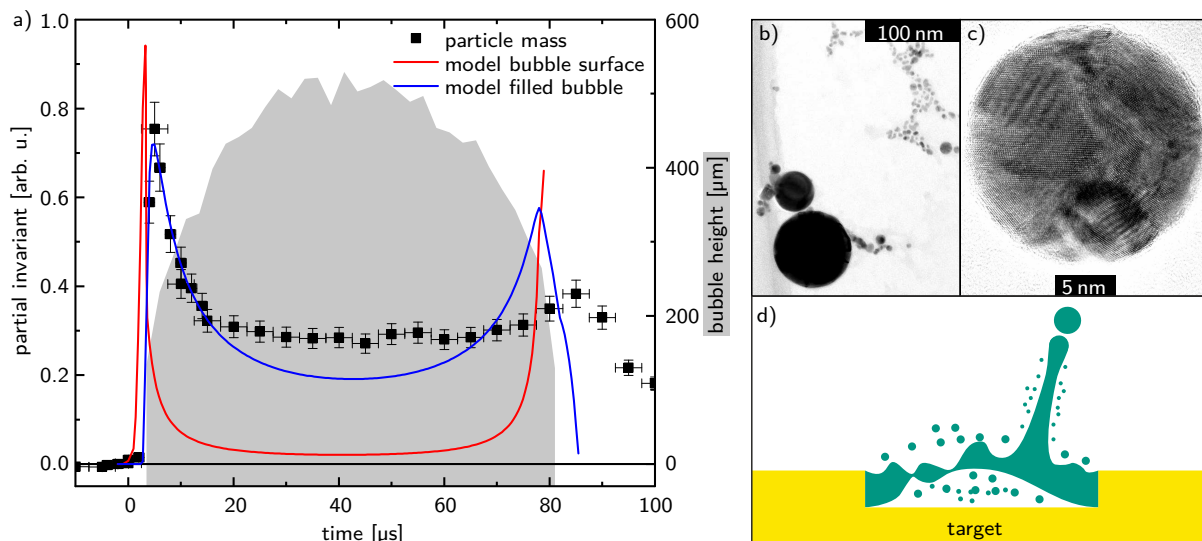 a)
particle mass
model bubble surface
model filled bubble
partial invariant [arb. u.]
1.0
0.8
0.6
0.4
0.2
0.0
600
400
200
0
bubble height [µm]
0
20
40
60
80
100
time [µs]
b)
100 nm
c)
5 nm
d)
target